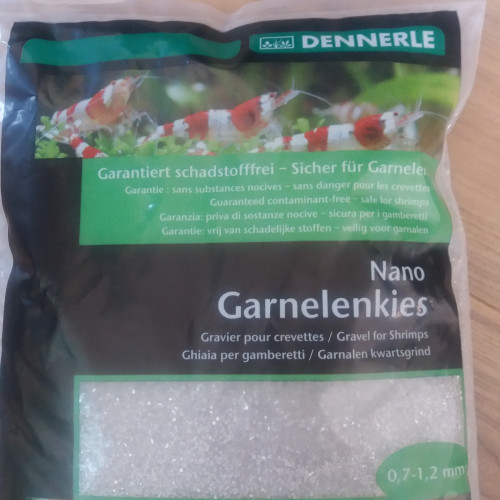 DENNERLE
Garantiert schadstofffrei – Sicher für Garnelen
Garantie : sans substances nocives – sans danger pour les crevettes
Guaranteed contaminant-free – safe for shrimps
Garanzia: priva di sostanze nocive – sicura per i gamberetti
Garantie: vrij van schadelijke stoffen – veilig voor garnalen
Nano
Garnelenkies
Gravier pour crevettes / Gravel for Shrimps
Ghiaia per gamberetti / Garnalen kwartsgrind
0,7-1,2 mm